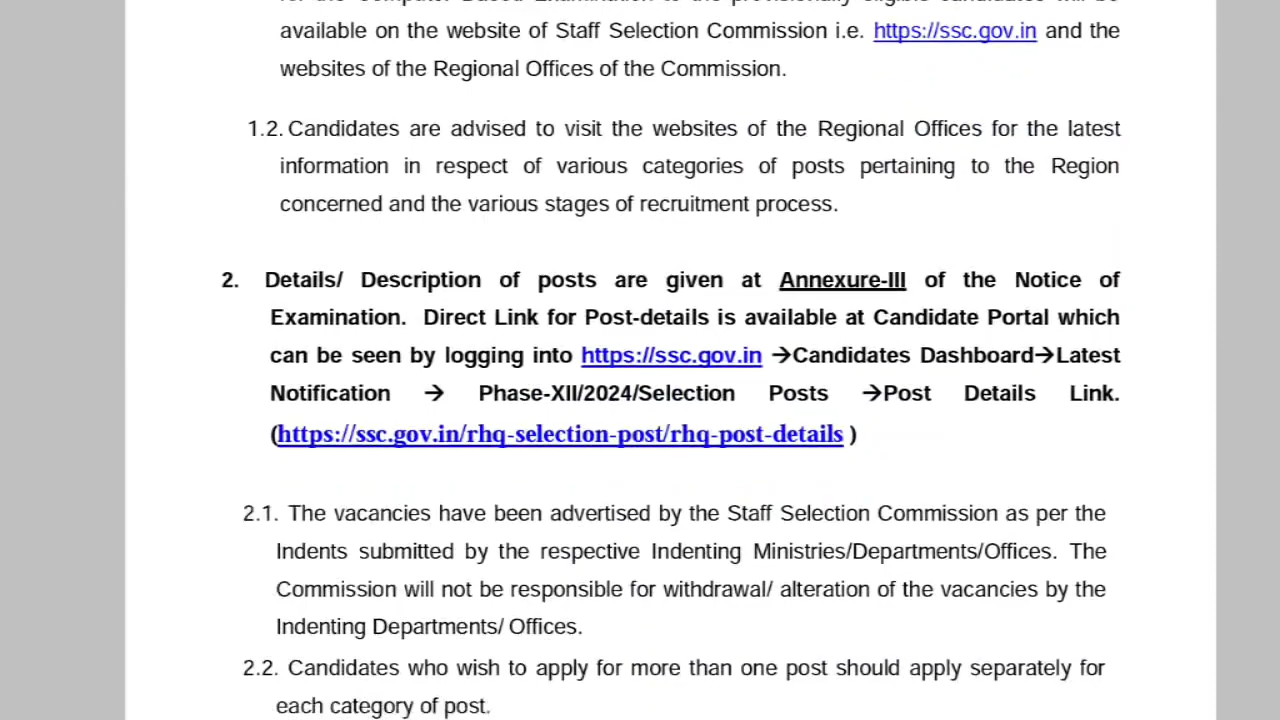 available on the website of Staff Selection Commission i.e. https://ssc.gov.in and the
websites of the Regional Offices of the Commission.
1.2. Candidates are advised to visit the websites of the Regional Offices for the latest
information in respect of various categories of posts pertaining to the Region
concerned and the various stages of recruitment process.
2. Details/ Description of posts are given at Annexure-III of the Notice of
Examination. Direct Link for Post-details is available at Candidate Portal which
can be seen by logging into https://ssc.gov.in →Candidates Dashboard→Latest
Notification → Phase-XII/2024/Selection Posts →Post Details Link.
(https://ssc.gov.in/rhq-selection-post/rhq-post-details )
2.1. The vacancies have been advertised by the Staff Selection Commission as per the
Indents submitted by the respective Indenting Ministries/Departments/Offices. The
Commission will not be responsible for withdrawal/ alteration of the vacancies by the
Indenting Departments/ Offices.
2.2. Candidates who wish to apply for more than one post should apply separately for
each category of post.